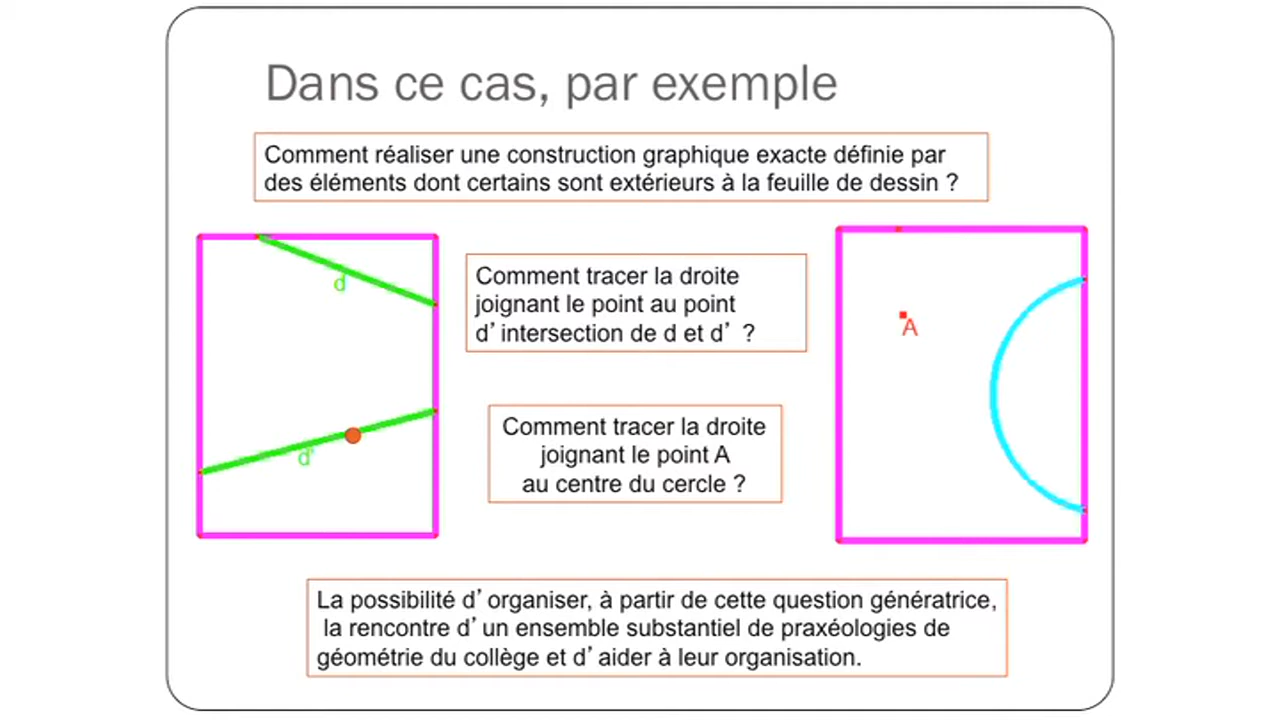 Dans ce cas, par exemple
Comment réaliser une construction graphique exacte définie par
des éléments dont certains sont extérieurs à la feuille de dessin ?
d
d'
Comment tracer la droite
joignant le point au point
d’intersection de d et d’ ?
Comment tracer la droite
joignant le point A
au centre du cercle ?
A
La possibilité d’organiser, à partir de cette question génératrice,
la rencontre d’un ensemble substantiel de praxéologies de
géométrie du collège et d’aider à leur organisation.